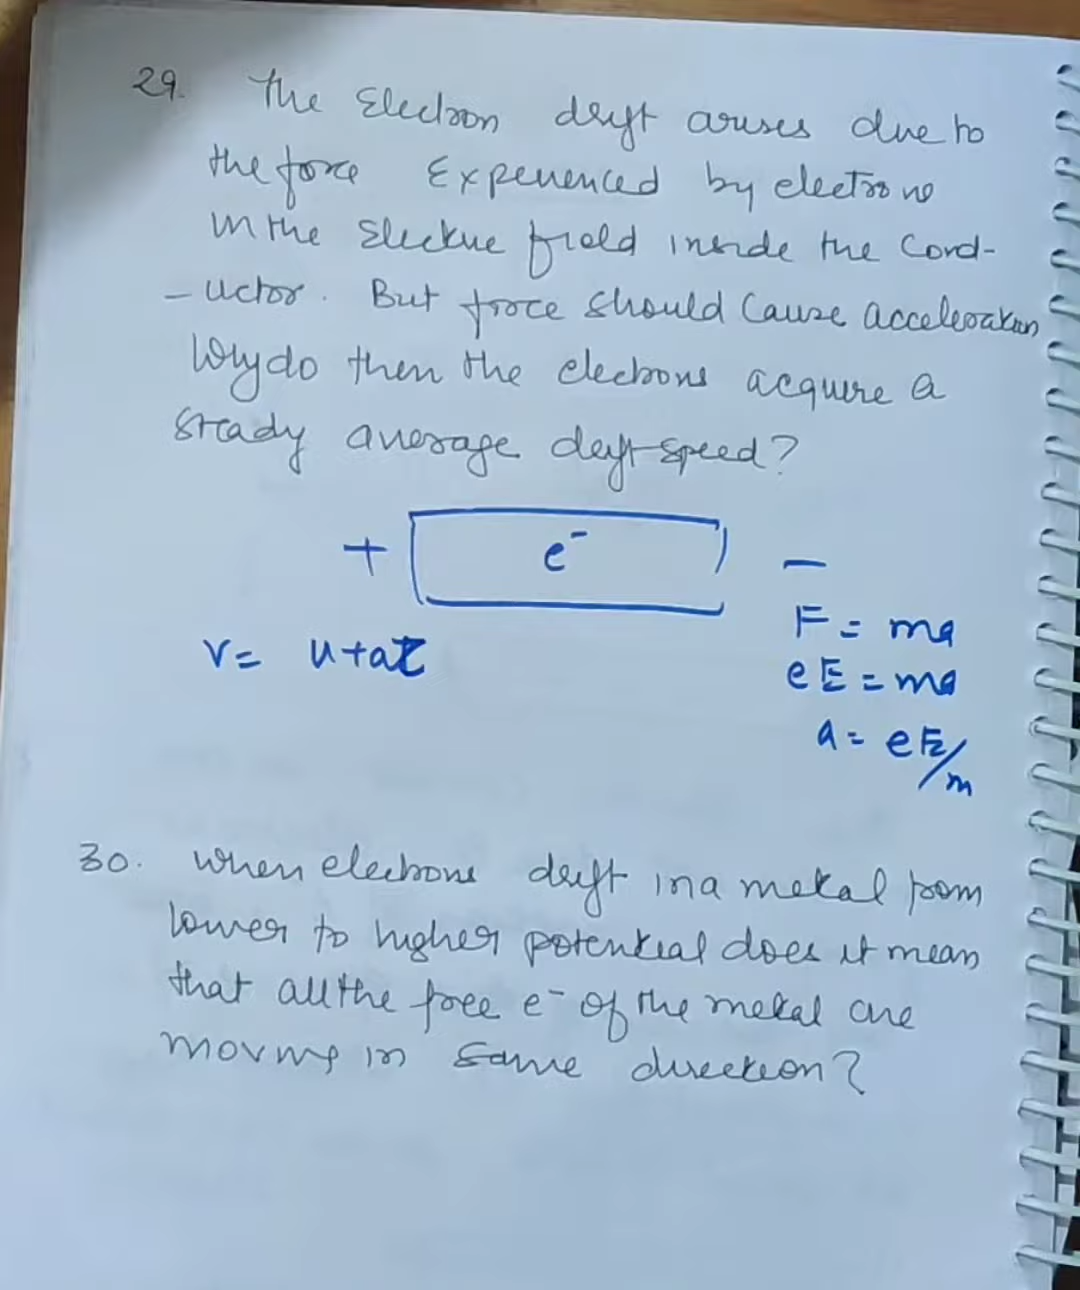 29. The Electron drift arises due to
the force Experienced by electrons
in the Electric field inside the Cond-
- uctor. But force should Cause acceleration
Why do then the electrons acquire a
steady average drift speed?
+ e⁻ -
F = ma
v = u+aτ
eE = ma
a = eE/m
30. When electrons drift in a metal from
lower to higher potential does it mean
that all the free e⁻ of the metal are
moving in same direction?